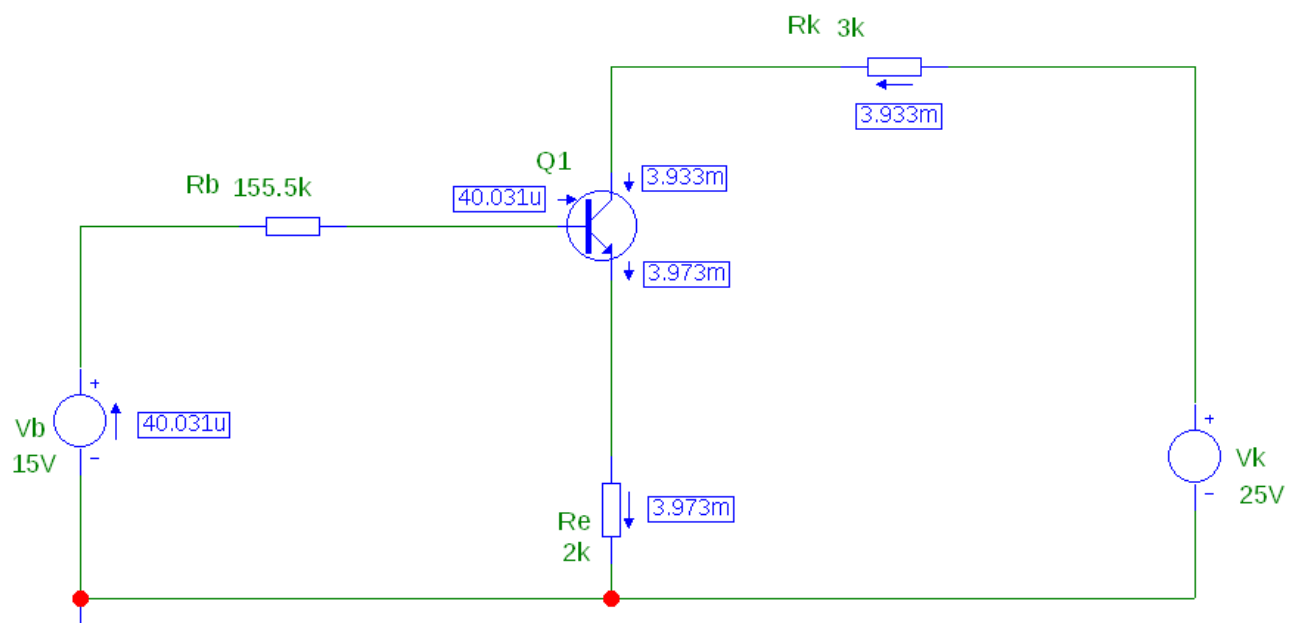 Rk 3k
3.933m
Q1
3.933m
Rb 155.5k
40.031u
3.973m
+
40.031u
Vb
15V
-
+
Vk
25V
-
3.973m
Re
2k